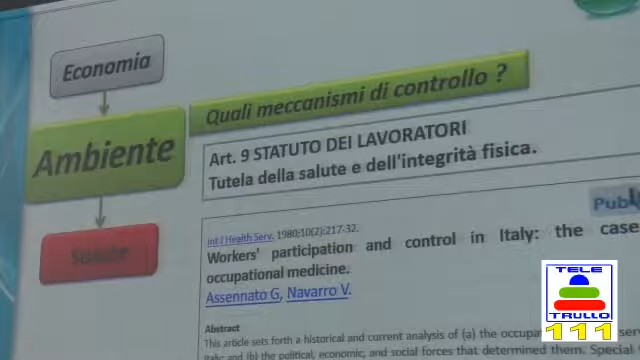 Economia
Ambiente
Salute
Quali meccanismi di controllo ?
Art. 9 STATUTO DEI LAVORATORI
Tutela della salute e dell'integrità fisica.
Int J Health Serv. 1980;10(2):217-32.
Workers' participation and control in Italy: the case
occupational medicine.
Assennato G, Navarro V.
Abstract
This article sets forth a historical and current analysis of (a) the occupa
Italy and (b) the political, economic, and social forces that determined them. Special
TELE
TRULLO
111